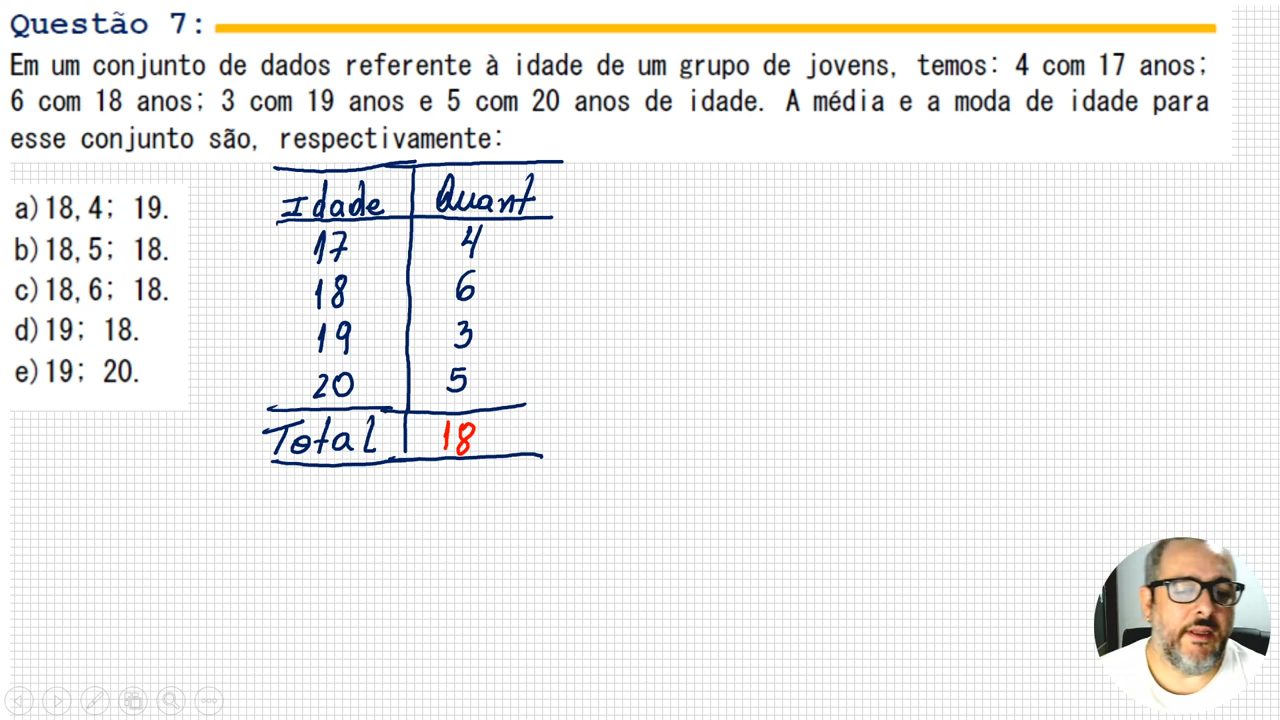 Questão 7:
Em um conjunto de dados referente à idade de um grupo de jovens, temos: 4 com 17 anos;
6 com 18 anos; 3 com 19 anos e 5 com 20 anos de idade. A média e a moda de idade para
esse conjunto são, respectivamente:
a) 18,4; 19.
b) 18,5; 18.
c) 18,6; 18.
d) 19; 18.
e) 19; 20.
Idade Quant
17 4
18 6
19 3
20 5
Total 18